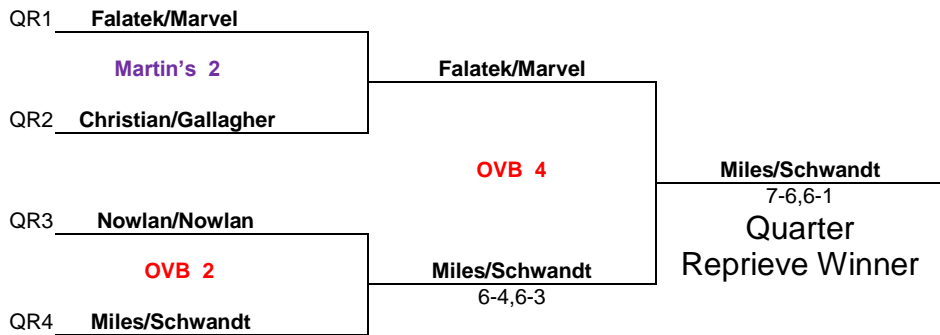 QR1 Falatek/Marvel
Martin's 2
Falatek/Marvel
QR2 Christian/Gallagher
OVB 4
Miles/Schwandt
7-6,6-1
QR3 Nowlan/Nowlan
Quarter
Reprieve Winner
OVB 2
Miles/Schwandt
6-4,6-3
QR4 Miles/Schwandt